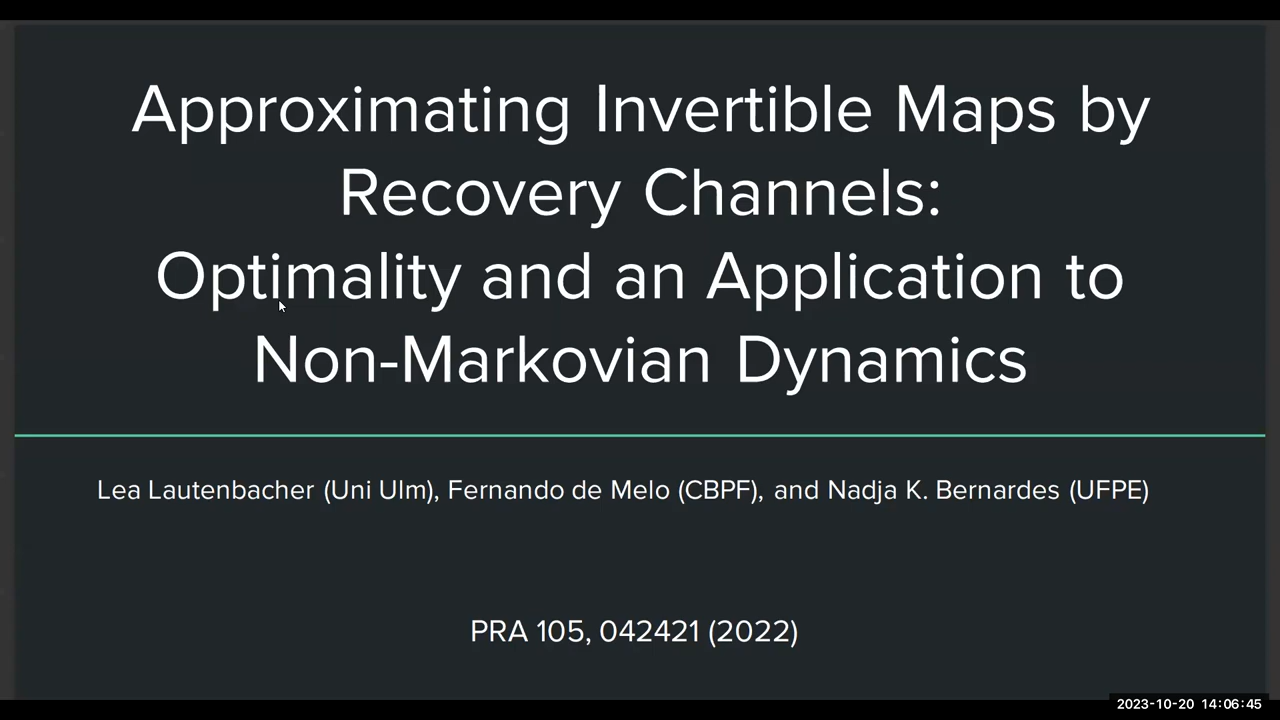 Approximating Invertible Maps by
Recovery Channels:
Optimality and an Application to
Non-Markovian Dynamics
Lea Lautenbacher (Uni Ulm), Fernando de Melo (CBPF), and Nadja K. Bernardes (UFPE)
PRA 105, 042421 (2022)
2023-10-20 14:06:45